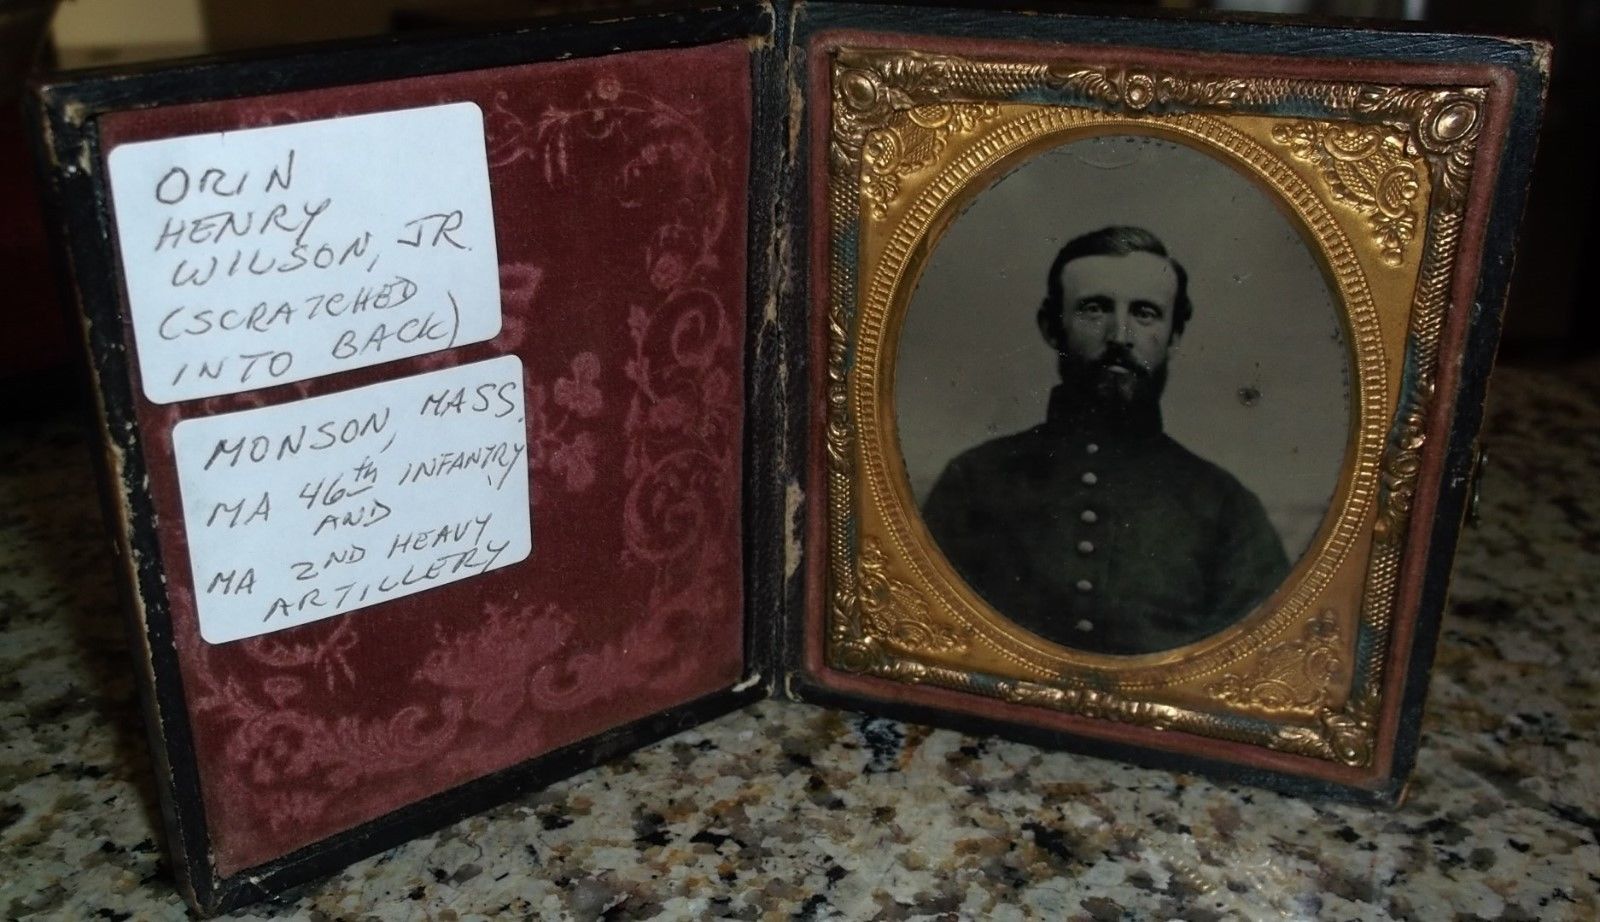 ORIN
HENRY
WILSON, JR.
(SCRATCHED
INTO BACK)
MONSON, MASS.
MA 46th INFANTRY
AND
MA 2ND HEAVY
ARTILLERY